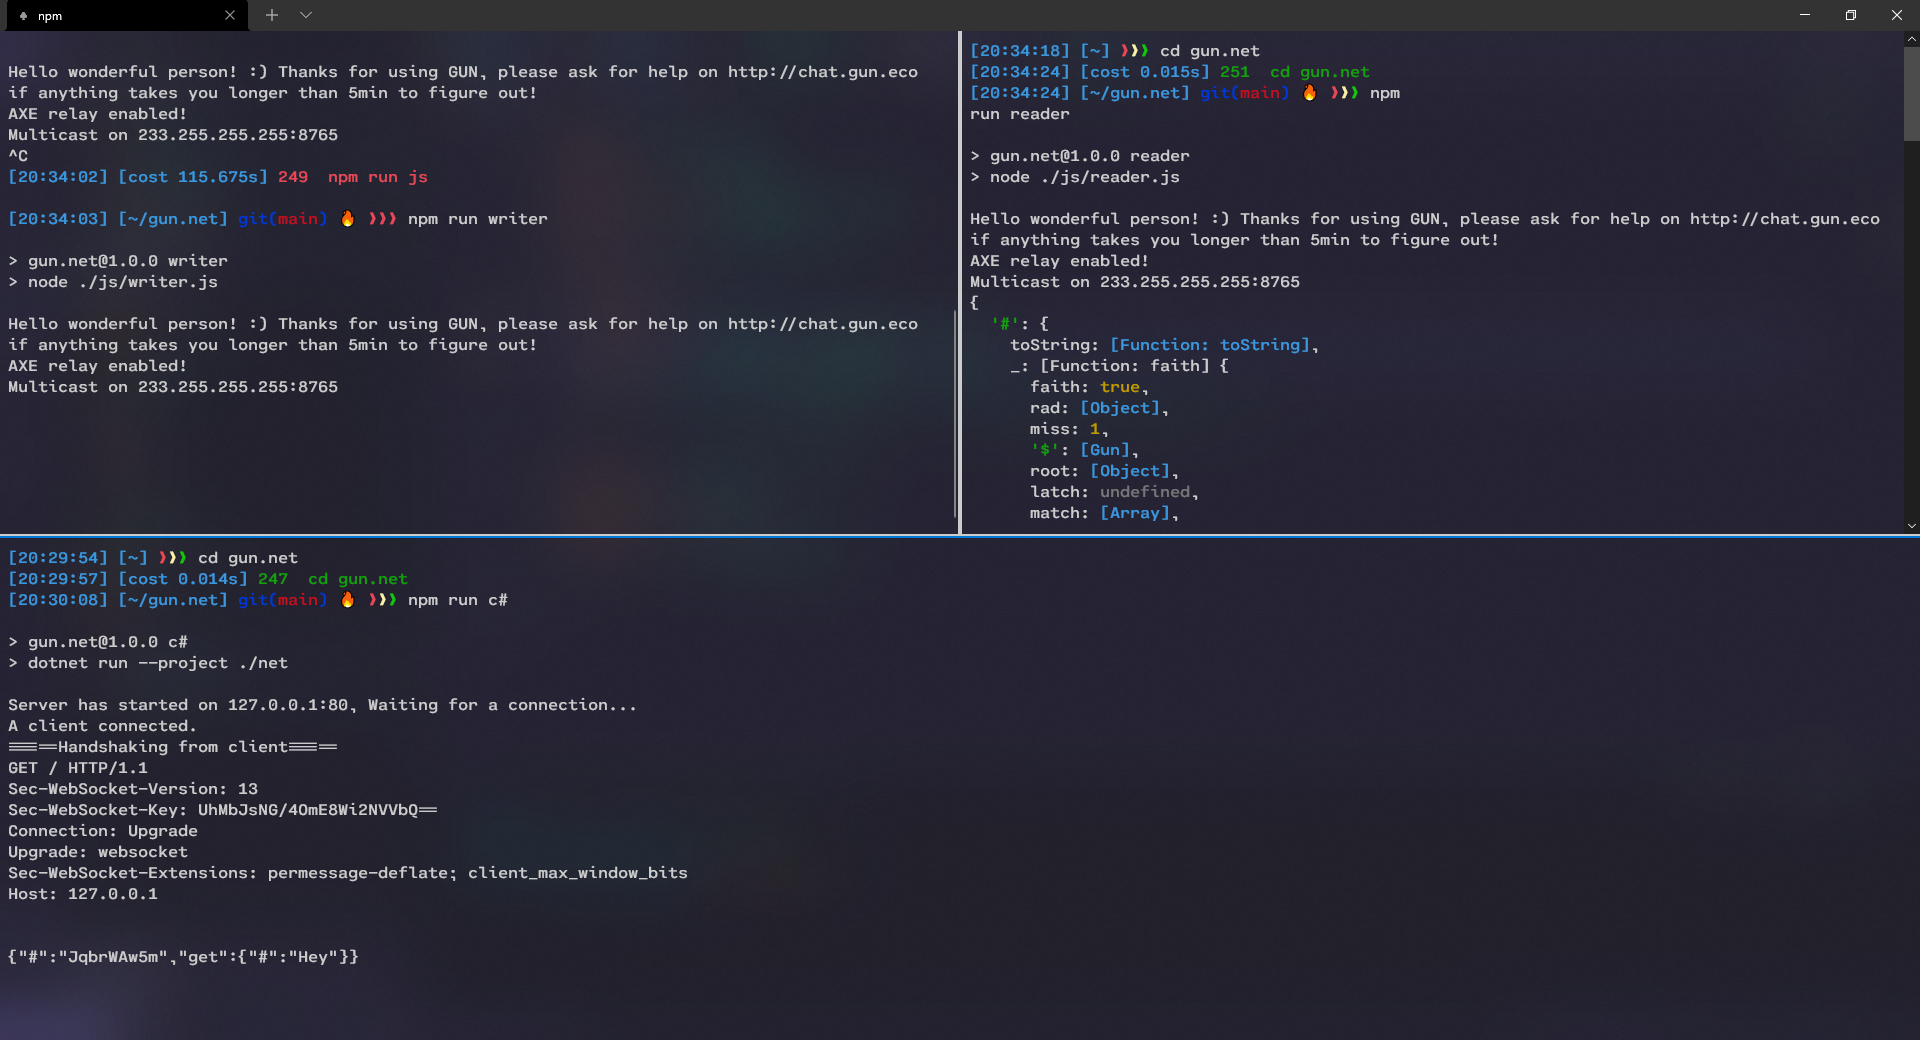 npm
Hello wonderful person! :) Thanks for using GUN, please ask for help on http://chat.gun.eco
if anything takes you longer than 5min to figure out!
AXE relay enabled!
Multicast on 233.255.255.255:8765
^C
[20:34:02] [cost 115.675s] 249  npm run js
[20:34:03] [~/gun.net] git(main) 🔥 ❱❱❱ npm run writer
> gun.net@1.0.0 writer
> node ./js/writer.js
Hello wonderful person! :) Thanks for using GUN, please ask for help on http://chat.gun.eco
if anything takes you longer than 5min to figure out!
AXE relay enabled!
Multicast on 233.255.255.255:8765
[20:34:18] [~] ❱❱❱ cd gun.net
[20:34:24] [cost 0.015s] 251  cd gun.net
[20:34:24] [~/gun.net] git(main) 🔥 ❱❱❱ npm
run reader
> gun.net@1.0.0 reader
> node ./js/reader.js
Hello wonderful person! :) Thanks for using GUN, please ask for help on http://chat.gun.eco
if anything takes you longer than 5min to figure out!
AXE relay enabled!
Multicast on 233.255.255.255:8765
{
  '#': {
    toString: [Function: toString],
    _: [Function: faith] {
      faith: true,
      rad: [Object],
      miss: 1,
      '$': [Gun],
      root: [Object],
      latch: undefined,
      match: [Array],
[20:29:54] [~] ❱❱❱ cd gun.net
[20:29:57] [cost 0.014s] 247  cd gun.net
[20:30:08] [~/gun.net] git(main) 🔥 ❱❱❱ npm run c#
> gun.net@1.0.0 c#
> dotnet run --project ./net
Server has started on 127.0.0.1:80, Waiting for a connection...
A client connected.
=====Handshaking from client=====
GET / HTTP/1.1
Sec-WebSocket-Version: 13
Sec-WebSocket-Key: UhMbJsNG/4OmE8Wi2NVVbQ==
Connection: Upgrade
Upgrade: websocket
Sec-WebSocket-Extensions: permessage-deflate; client_max_window_bits
Host: 127.0.0.1
{"#":"JqbrWAw5m","get":{"#":"Hey"}}